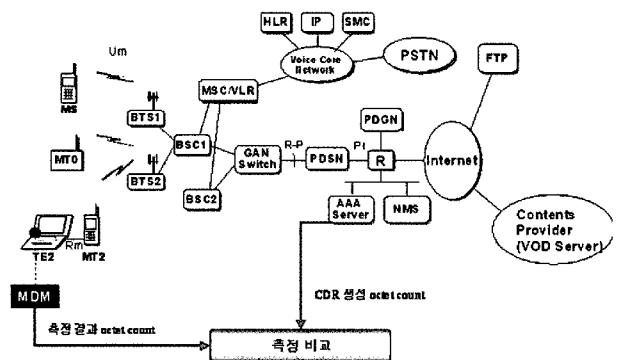 HLR
IP
SMC
Um
Voice Core
Network
PSTN
FTP
MS
MSC/VLR
BTS1
PDGN
BSC1
R-P
Pi
MT0
GAN
Switch
PDSN
R
Internet
BTS2
BSC2
AAA
Server
NMS
Contents
Provider
(VOD Server)
Rm
TE2
MT2
MDM
CDR 생성 octet count
측정 결과 octet count
측정 비교